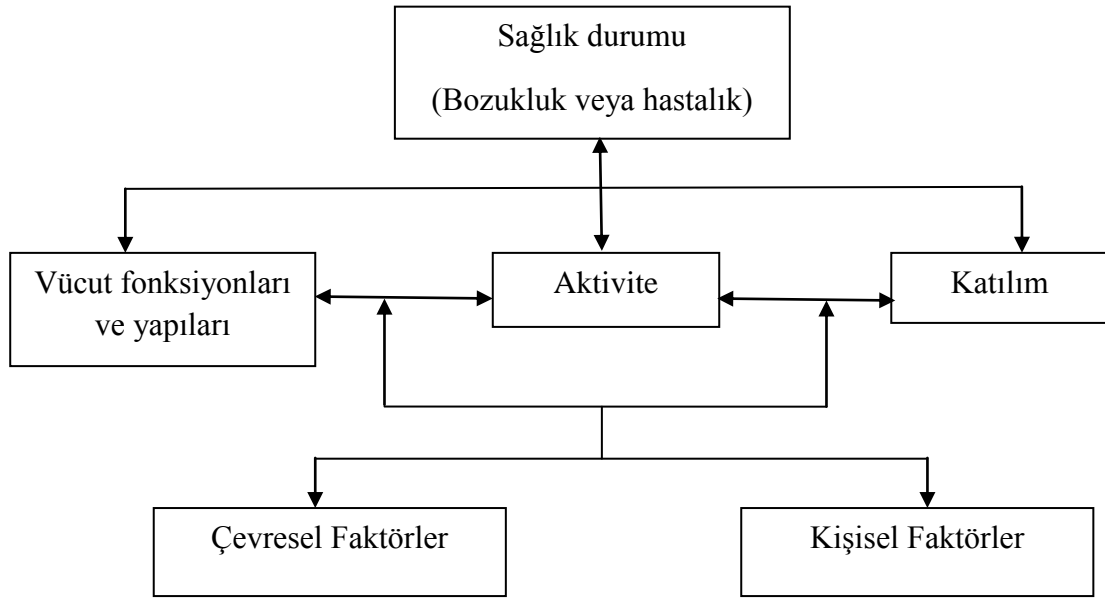 Sağlık durumu
(Bozukluk veya hastalık)
Vücut fonksiyonları
ve yapıları
Aktivite
Katılım
Çevresel Faktörler
Kişisel Faktörler